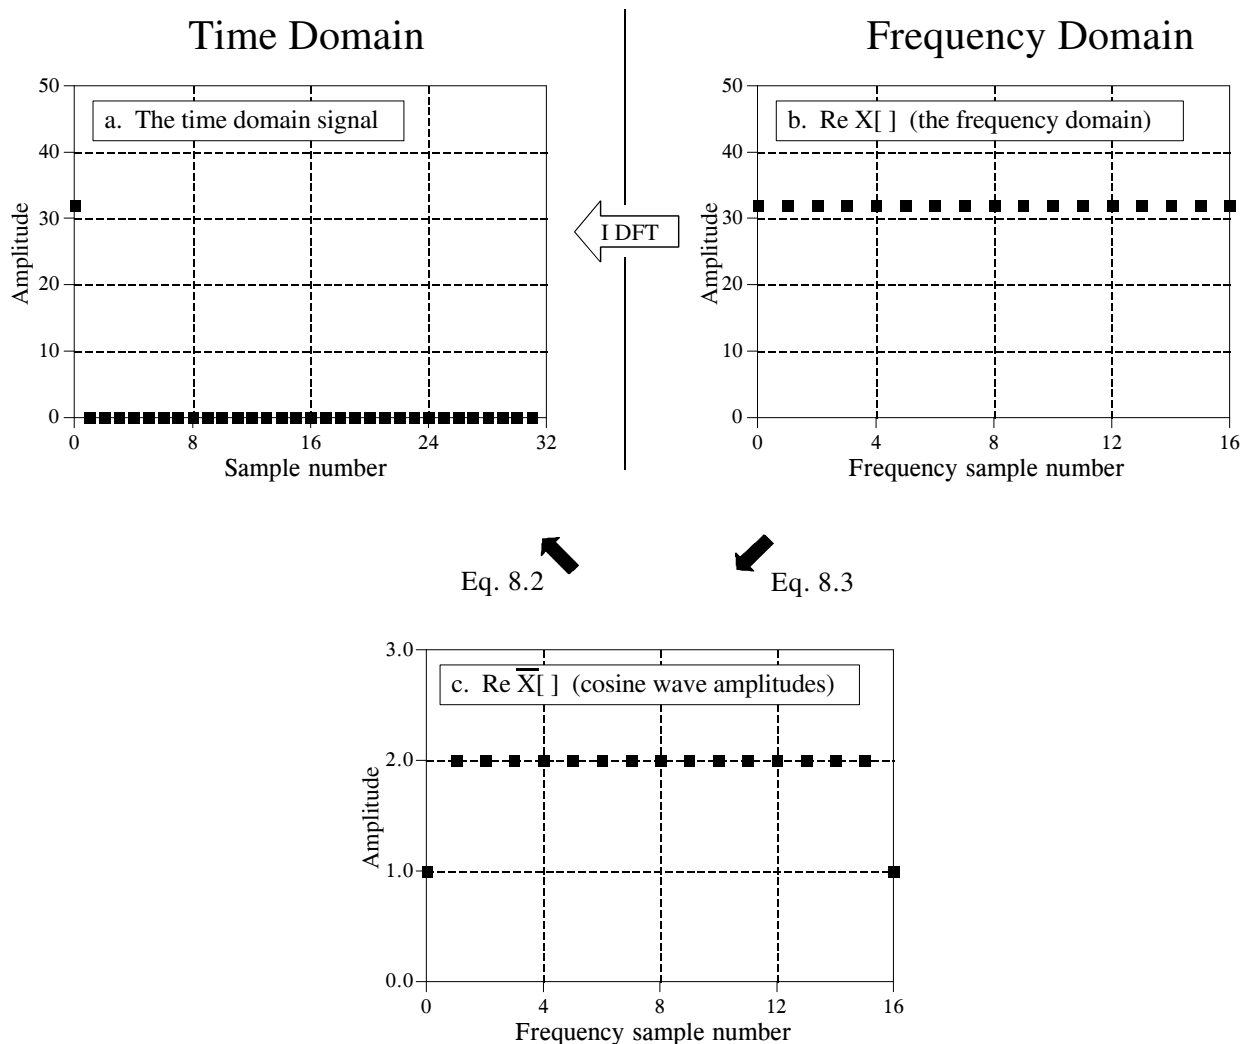 Time Domain
Frequency Domain
50
40
30
20
10
0
Amplitude
a. The time domain signal
0 8 16 24 32
Sample number
I DFT
50
40
30
20
10
0
Amplitude
b. Re X[ ] (the frequency domain)
0 4 8 12 16
Frequency sample number
Eq. 8.2
Eq. 8.3
3.0
2.0
1.0
0.0
Amplitude
c. Re X̅[ ] (cosine wave amplitudes)
0 4 8 12 16
Frequency sample number